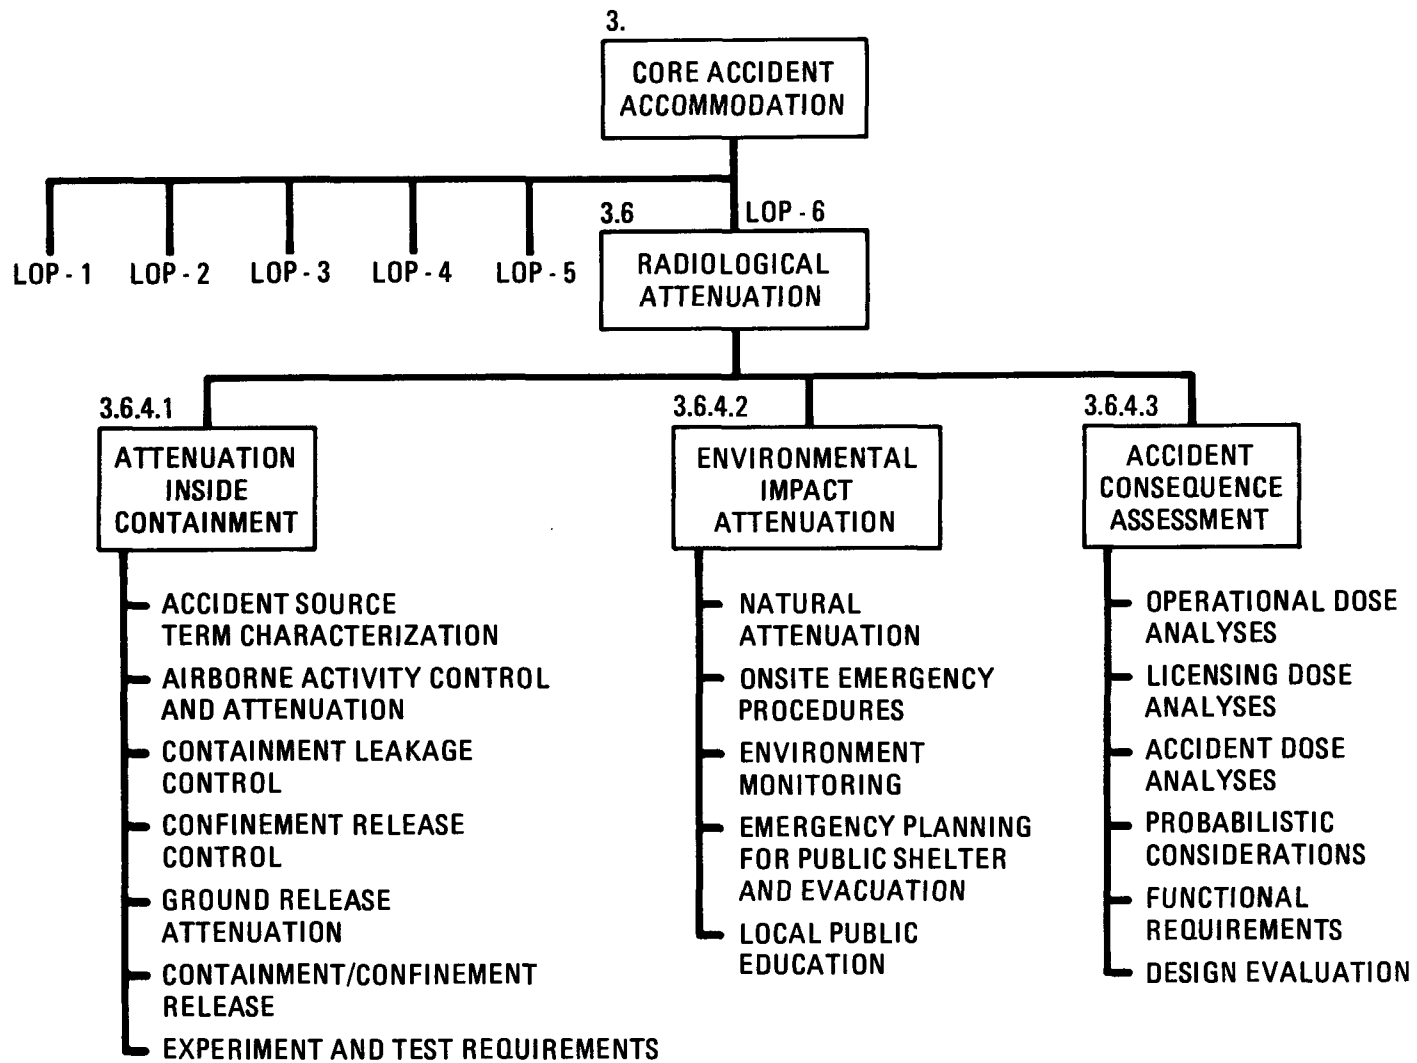 3.
CORE ACCIDENT
ACCOMMODATION
LOP - 1
LOP - 2
LOP - 3
LOP - 4
LOP - 5
3.6
LOP - 6
RADIOLOGICAL
ATTENUATION
3.6.4.1
ATTENUATION
INSIDE
CONTAINMENT
ACCIDENT SOURCE
TERM CHARACTERIZATION
AIRBORNE ACTIVITY CONTROL
AND ATTENUATION
CONTAINMENT LEAKAGE
CONTROL
CONFINEMENT RELEASE
CONTROL
GROUND RELEASE
ATTENUATION
CONTAINMENT/CONFINEMENT
RELEASE
EXPERIMENT AND TEST REQUIREMENTS
3.6.4.2
ENVIRONMENTAL
IMPACT
ATTENUATION
NATURAL
ATTENUATION
ONSITE EMERGENCY
PROCEDURES
ENVIRONMENT
MONITORING
EMERGENCY PLANNING
FOR PUBLIC SHELTER
AND EVACUATION
LOCAL PUBLIC
EDUCATION
3.6.4.3
ACCIDENT
CONSEQUENCE
ASSESSMENT
OPERATIONAL DOSE
ANALYSES
LICENSING DOSE
ANALYSES
ACCIDENT DOSE
ANALYSES
PROBABILISTIC
CONSIDERATIONS
FUNCTIONAL
REQUIREMENTS
DESIGN EVALUATION